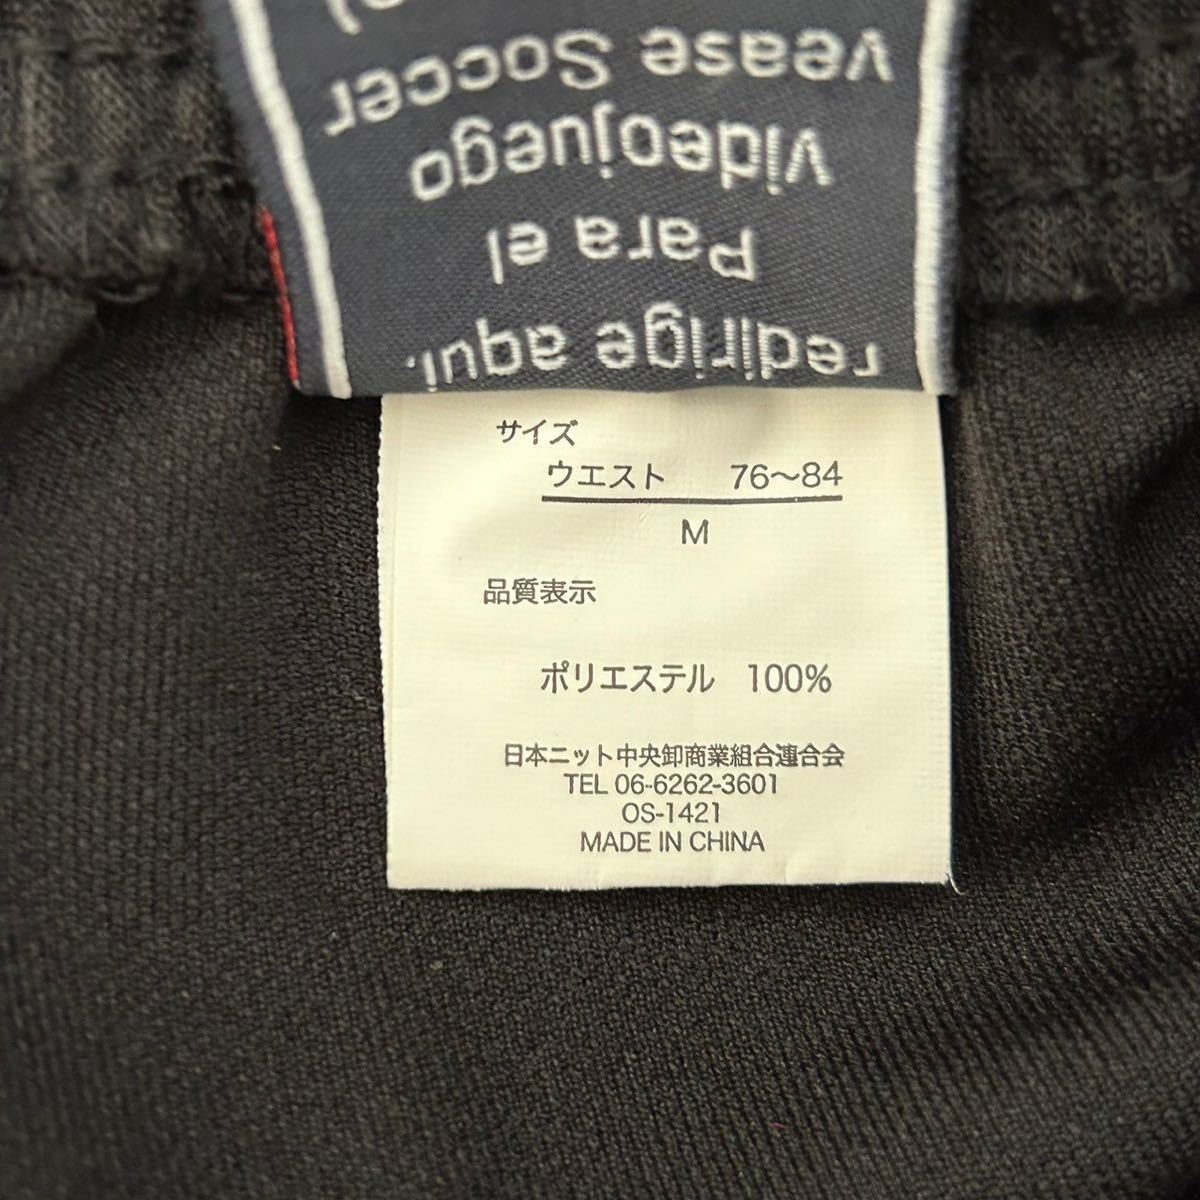 vease Soccer
videojuego
Para el
redirige aqui.
サイズ
ウエスト 76〜84
M
品質表示
ポリエステル 100%
日本ニット中央卸商業組合連合会
TEL 06-6262-3601
OS-1421
MADE IN CHINA